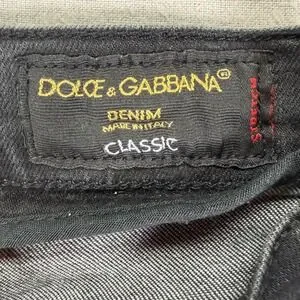 DOLCE & GABBANA®
DENIM
MADE IN ITALY
CLASSIC